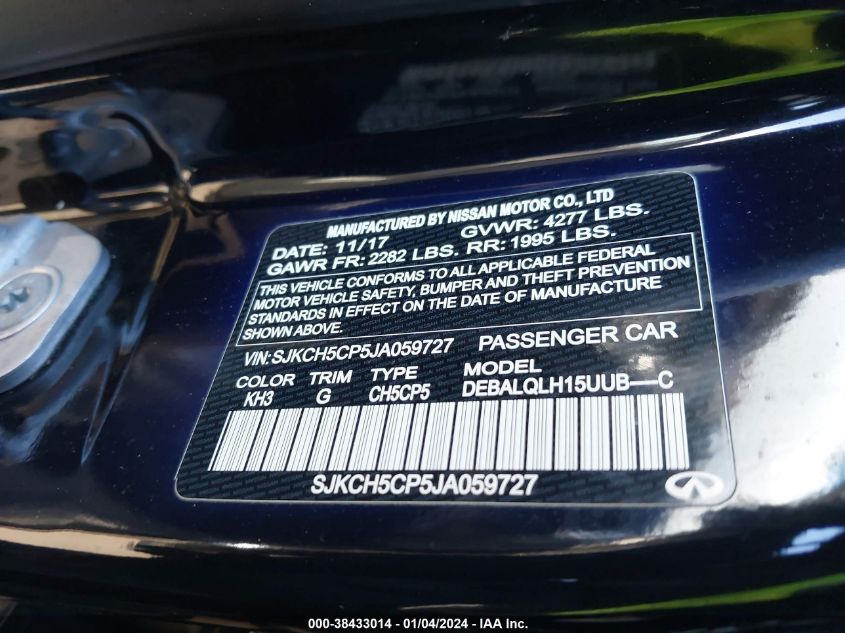 MANUFACTURED BY NISSAN MOTOR CO., LTD
DATE: 11/17 GVWR: 4277 LBS.
GAWR FR: 2282 LBS. RR: 1995 LBS.
THIS VEHICLE CONFORMS TO ALL APPLICABLE FEDERAL
MOTOR VEHICLE SAFETY, BUMPER AND THEFT PREVENTION
STANDARDS IN EFFECT ON THE DATE OF MANUFACTURE
SHOWN ABOVE.
VIN: SJKCH5CP5JA059727 PASSENGER CAR
COLOR TRIM TYPE MODEL
KH3 G CH5CP5 DEBALQLH15UUB-–-C
SJKCH5CP5JA059727
000-38433014 — 01/04/2024 — IAA Inc.